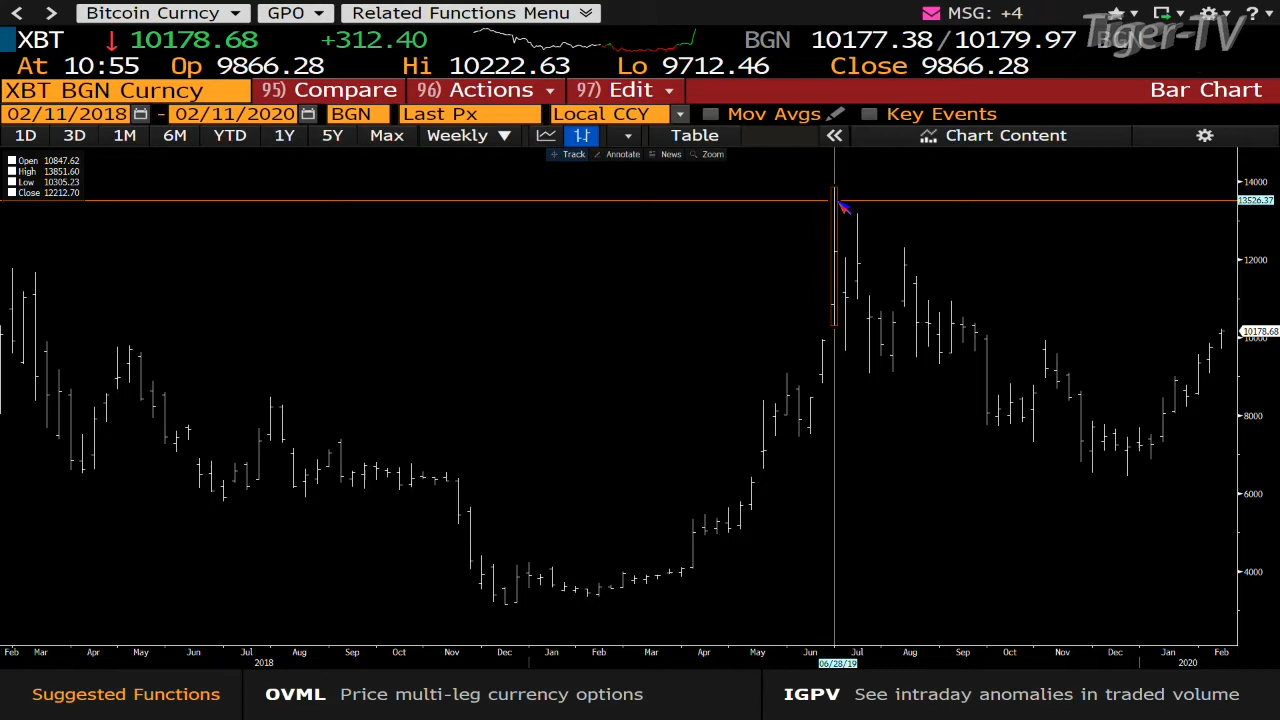 Bitcoin Curncy GPO Related Functions Menu MSG: +4 ?
Tiger-TV
XBT 10178.68 +312.40 BGN 10177.38/10179.97 BGN
At 10:55 Op 9866.28 Hi 10222.63 Lo 9712.46 Close 9866.28
XBT BGN Curncy 95) Compare 96) Actions 97) Edit Bar Chart
02/11/2018 - 02/11/2020 BGN Last Px Local CCY Mov Avgs Key Events
1D 3D 1M 6M YTD 1Y 5Y Max Weekly Table Chart Content
Track Annotate News Zoom
Open 10847.62
High 13851.60
Low 10305.23
Close 12212.70
14000
13526.37
12000
10178.68
10000
8000
6000
4000
Feb Mar Apr May Jun Jul Aug Sep Oct Nov Dec Jan Feb Mar Apr May Jun Jul Aug Sep Oct Nov Dec Jan Feb
2018 06/28/19 2020
Suggested Functions OVML Price multi-leg currency options IGPV See intraday anomalies in traded volume